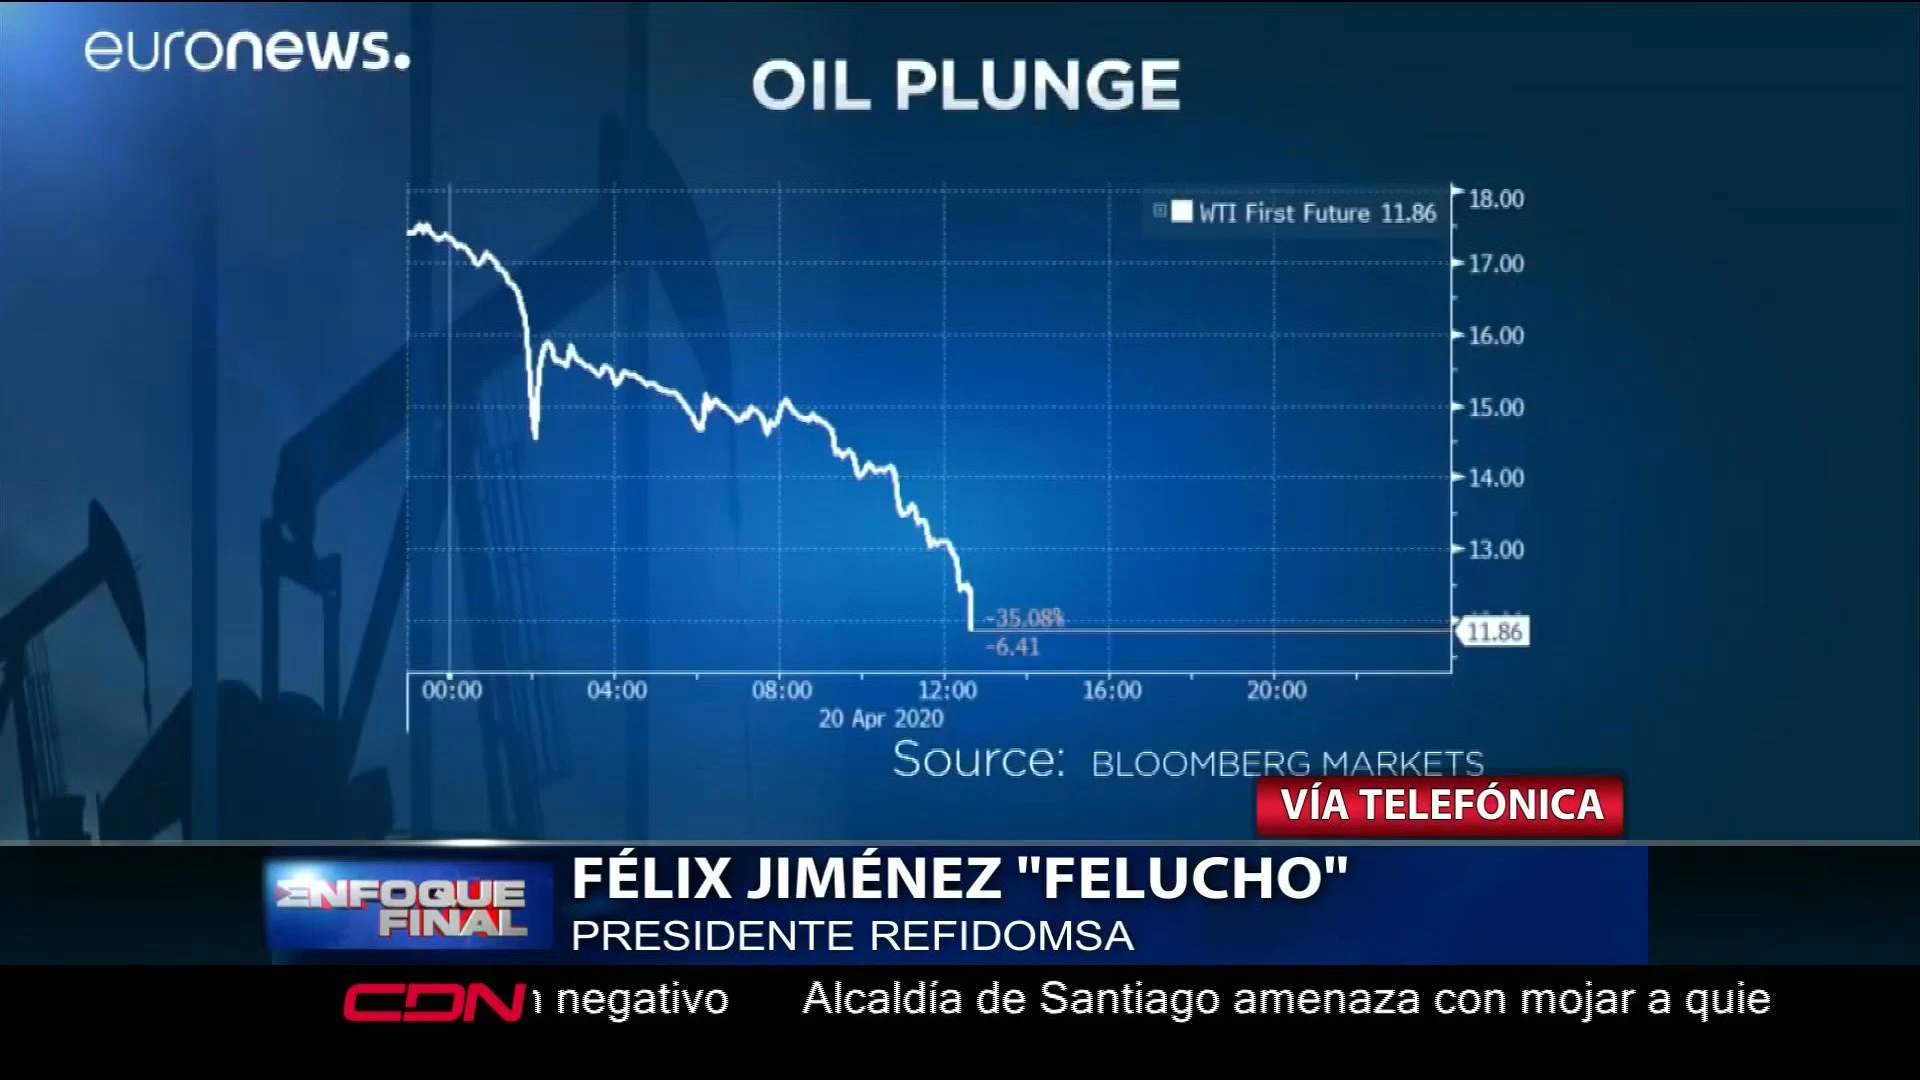 euronews.
OIL PLUNGE
WTI First Future 11.86
18.00
17.00
16.00
15.00
14.00
13.00
11.86
-35.08%
-6.41
00:00 04:00 08:00 12:00 16:00 20:00
20 Apr 2020
Source: BLOOMBERG MARKETS
VÍA TELEFÓNICA
ENFOQUE
FINAL
FÉLIX JIMÉNEZ "FELUCHO"
PRESIDENTE REFIDOMSA
CDN negativo Alcaldía de Santiago amenaza con mojar a quie